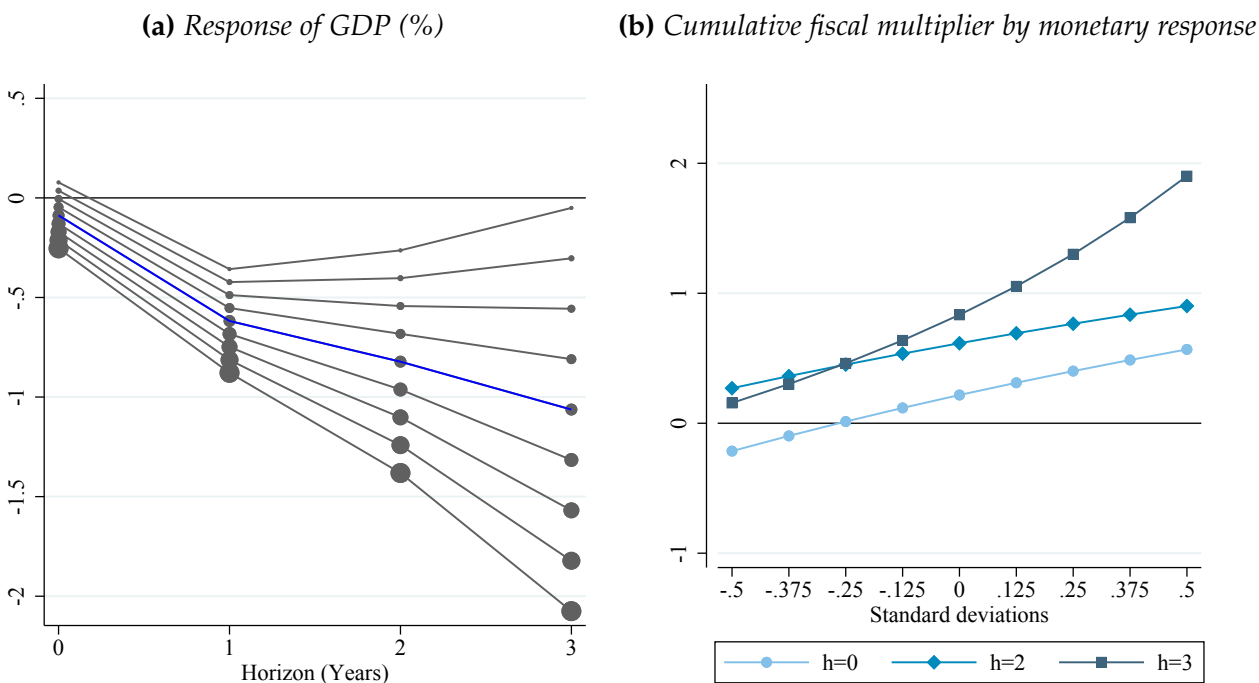 (a) Response of GDP (%)
.5
0
-.5
-1
-1.5
-2
0 1 2 3
Horizon (Years)
(b) Cumulative fiscal multiplier by monetary response
2
1
0
-1
-.5 -.375 -.25 -.125 0 .125 .25 .375 .5
Standard deviations
h=0 h=2 h=3